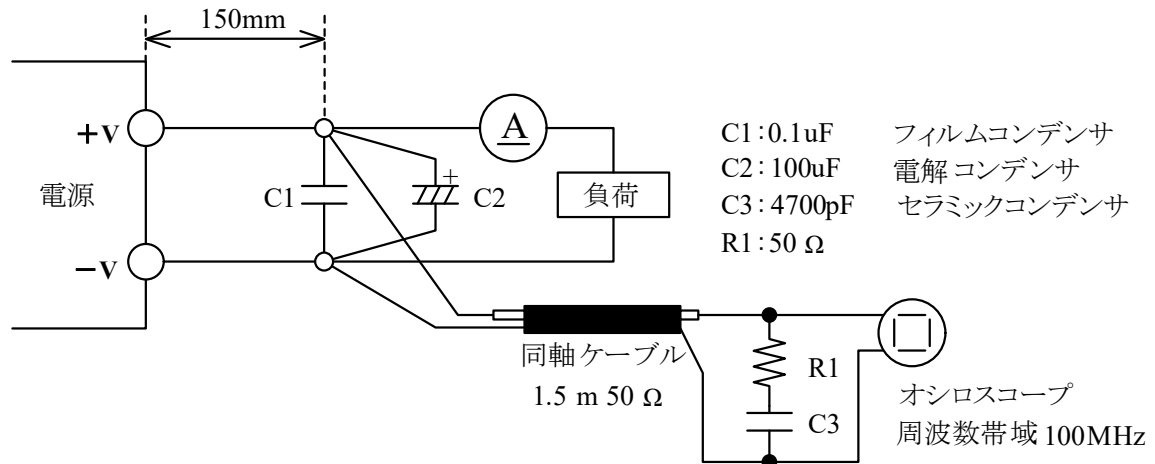 150mm
+V
電源
−V
C1
+
C2
A
負荷
C1:0.1uF フィルムコンデンサ
C2:100uF 電解コンデンサ
C3:4700pF セラミックコンデンサ
R1:50 Ω
同軸ケーブル
1.5 m 50 Ω
R1
C3
オシロスコープ
周波数帯域100MHz